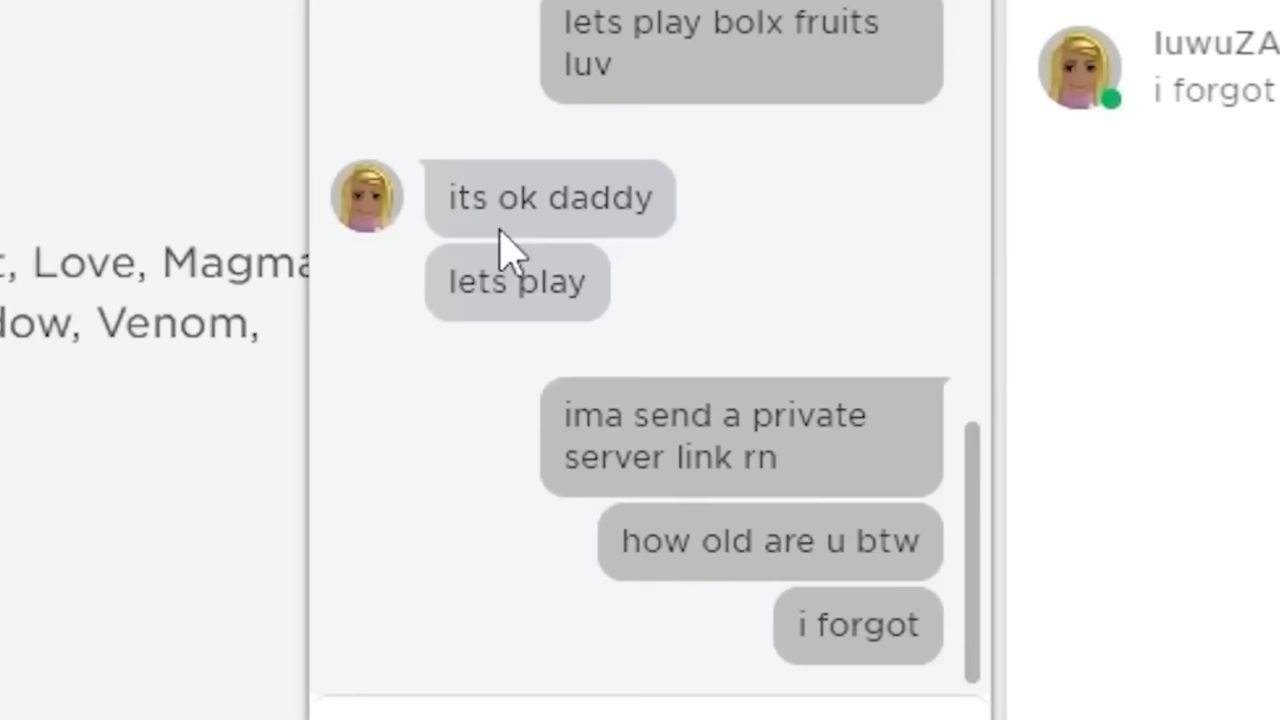 lets play bolx fruits
luv
its ok daddy
lets play
ima send a private
server link rn
how old are u btw
i forgot
t, Love, Magma
dow, Venom,
IuwuZA
i forgot